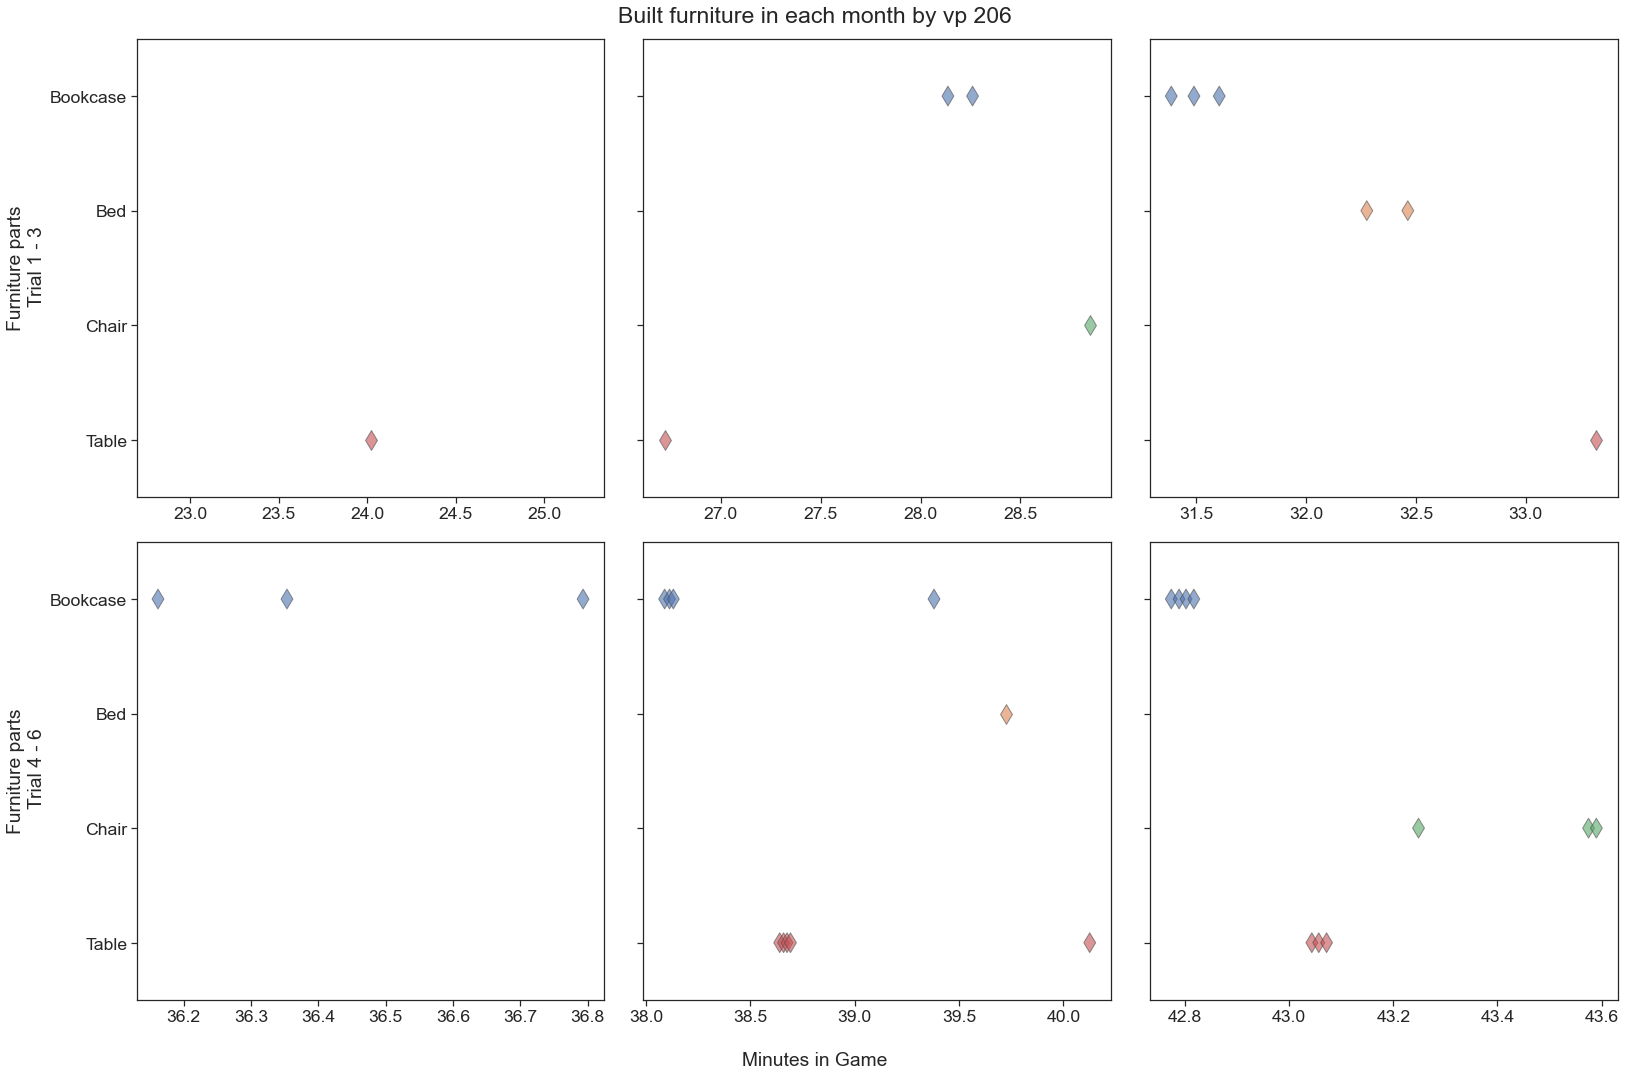 Built furniture in each month by vp 206
Furniture parts
Trial 1 - 3
Bookcase
Bed
Chair
Table
23.0 23.5 24.0 24.5 25.0
27.0 27.5 28.0 28.5
31.5 32.0 32.5 33.0
Furniture parts
Trial 4 - 6
Bookcase
Bed
Chair
Table
36.2 36.3 36.4 36.5 36.6 36.7 36.8
38.0 38.5 39.0 39.5 40.0
42.8 43.0 43.2 43.4 43.6
Minutes in Game